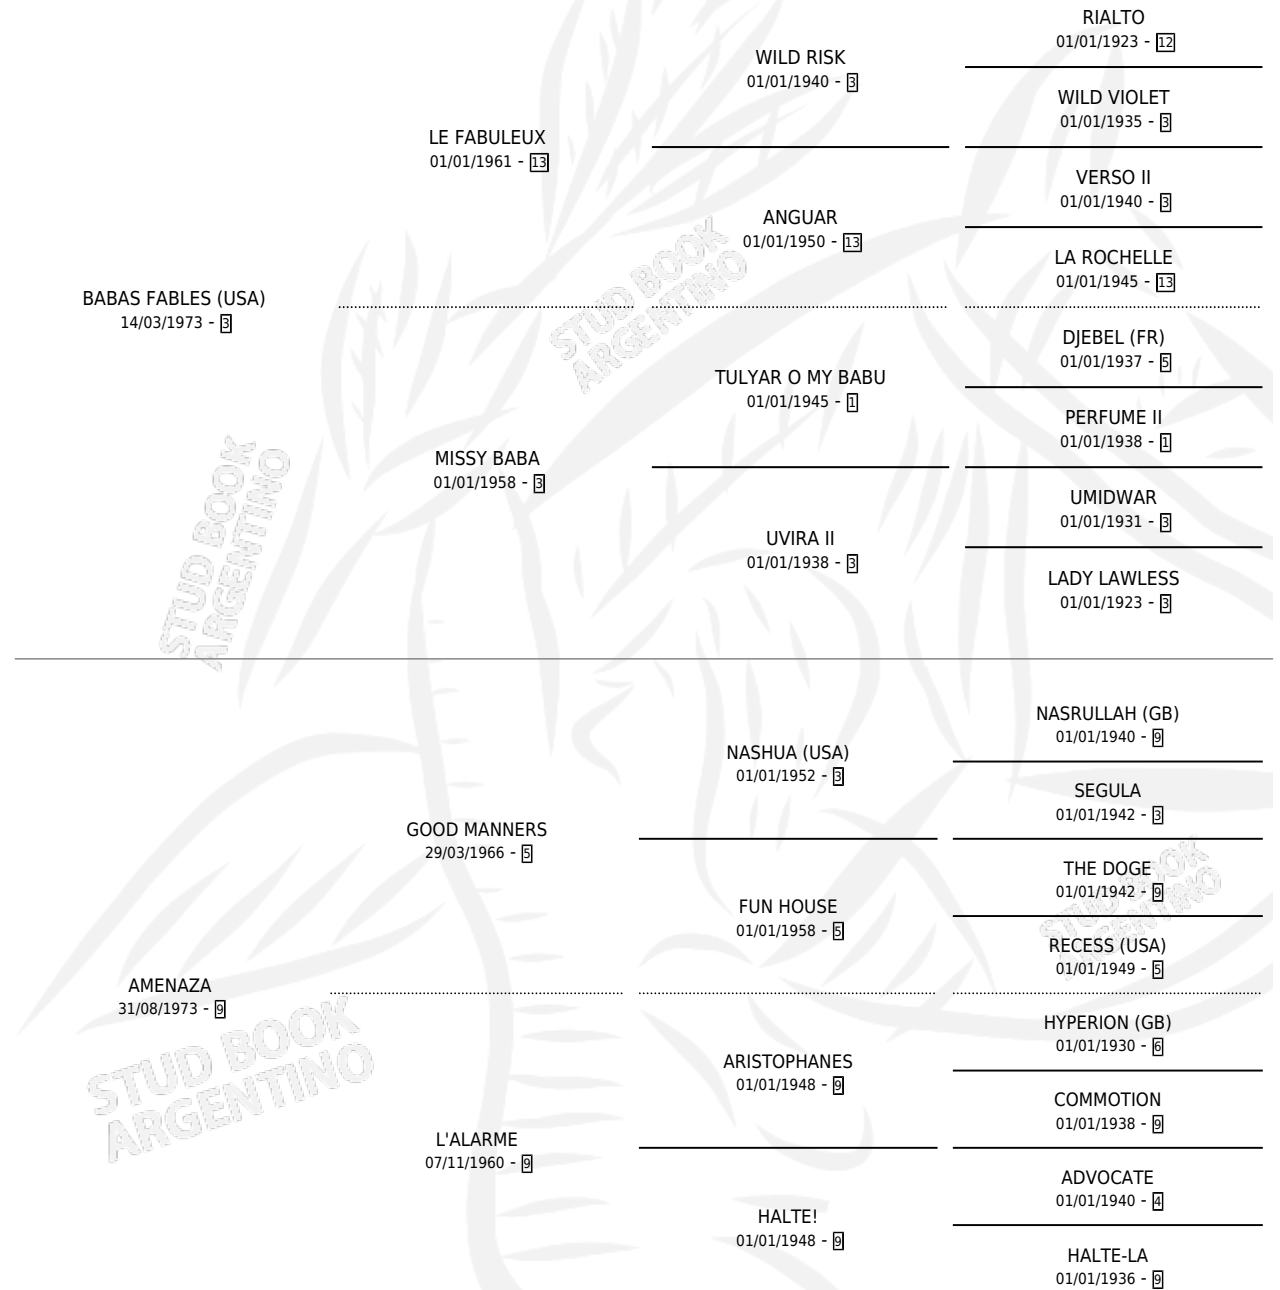 RIALTO
01/01/1923 - 12
WILD RISK
01/01/1940 - 3
WILD VIOLET
01/01/1935 - 3
LE FABULEUX
01/01/1961 - 13
VERSO II
01/01/1940 - 3
ANGUAR
01/01/1950 - 13
LA ROCHELLE
01/01/1945 - 13
BABAS FABLES (USA)
14/03/1973 - 3
DJEBEL (FR)
01/01/1937 - 5
TULYAR O MY BABU
01/01/1945 - 1
PERFUME II
01/01/1938 - 1
MISSY BABA
01/01/1958 - 3
UMIDWAR
01/01/1931 - 3
UVIRA II
01/01/1938 - 3
LADY LAWLESS
01/01/1923 - 3
STUD BOOK
ARGENTINO
STUD BOOK
ARGENTINO
NASRULLAH (GB)
01/01/1940 - 9
NASHUA (USA)
01/01/1952 - 3
SEGULA
01/01/1942 - 3
GOOD MANNERS
29/03/1966 - 5
THE DOGE
01/01/1942 - 9
FUN HOUSE
01/01/1958 - 5
RECESS (USA)
01/01/1949 - 5
AMENAZA
31/08/1973 - 9
HYPERION (GB)
01/01/1930 - 6
ARISTOPHANES
01/01/1948 - 9
COMMOTION
01/01/1938 - 9
L'ALARME
07/11/1960 - 9
ADVOCATE
01/01/1940 - 4
HALTE!
01/01/1948 - 9
HALTE-LA
01/01/1936 - 9
STUD BOOK
ARGENTINO
STUD BOOK
ARGENTINO